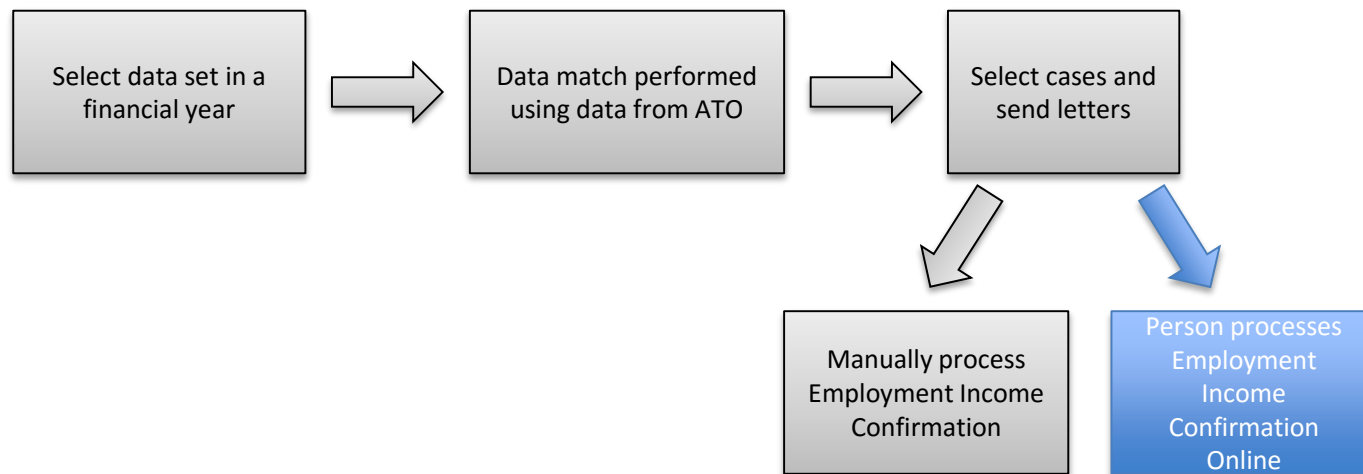 Select data set in a
financial year
Data match performed
using data from ATO
Select cases and
send letters
Manually process
Employment Income
Confirmation
Person processes
Employment
Income
Confirmation
Online